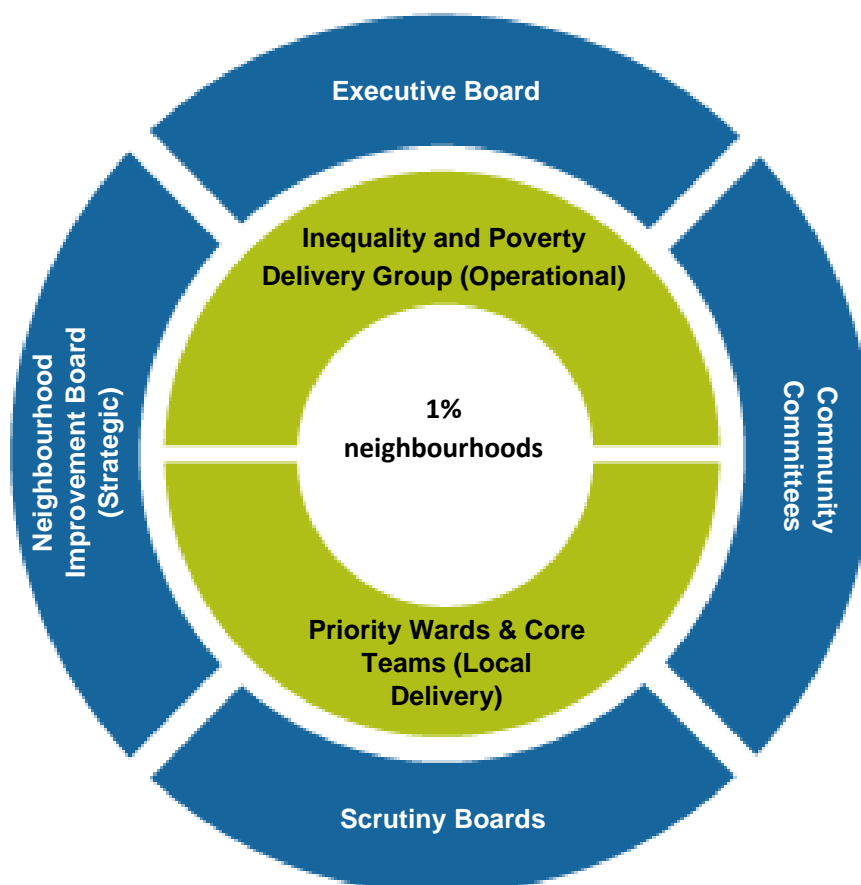 Executive Board
Inequality and Poverty
Delivery Group (Operational)
Neighbourhood
Improvement Board
(Strategic)
1%
neighbourhoods
Community
Committees
Priority Wards & Core
Teams (Local
Delivery)
Scrutiny Boards